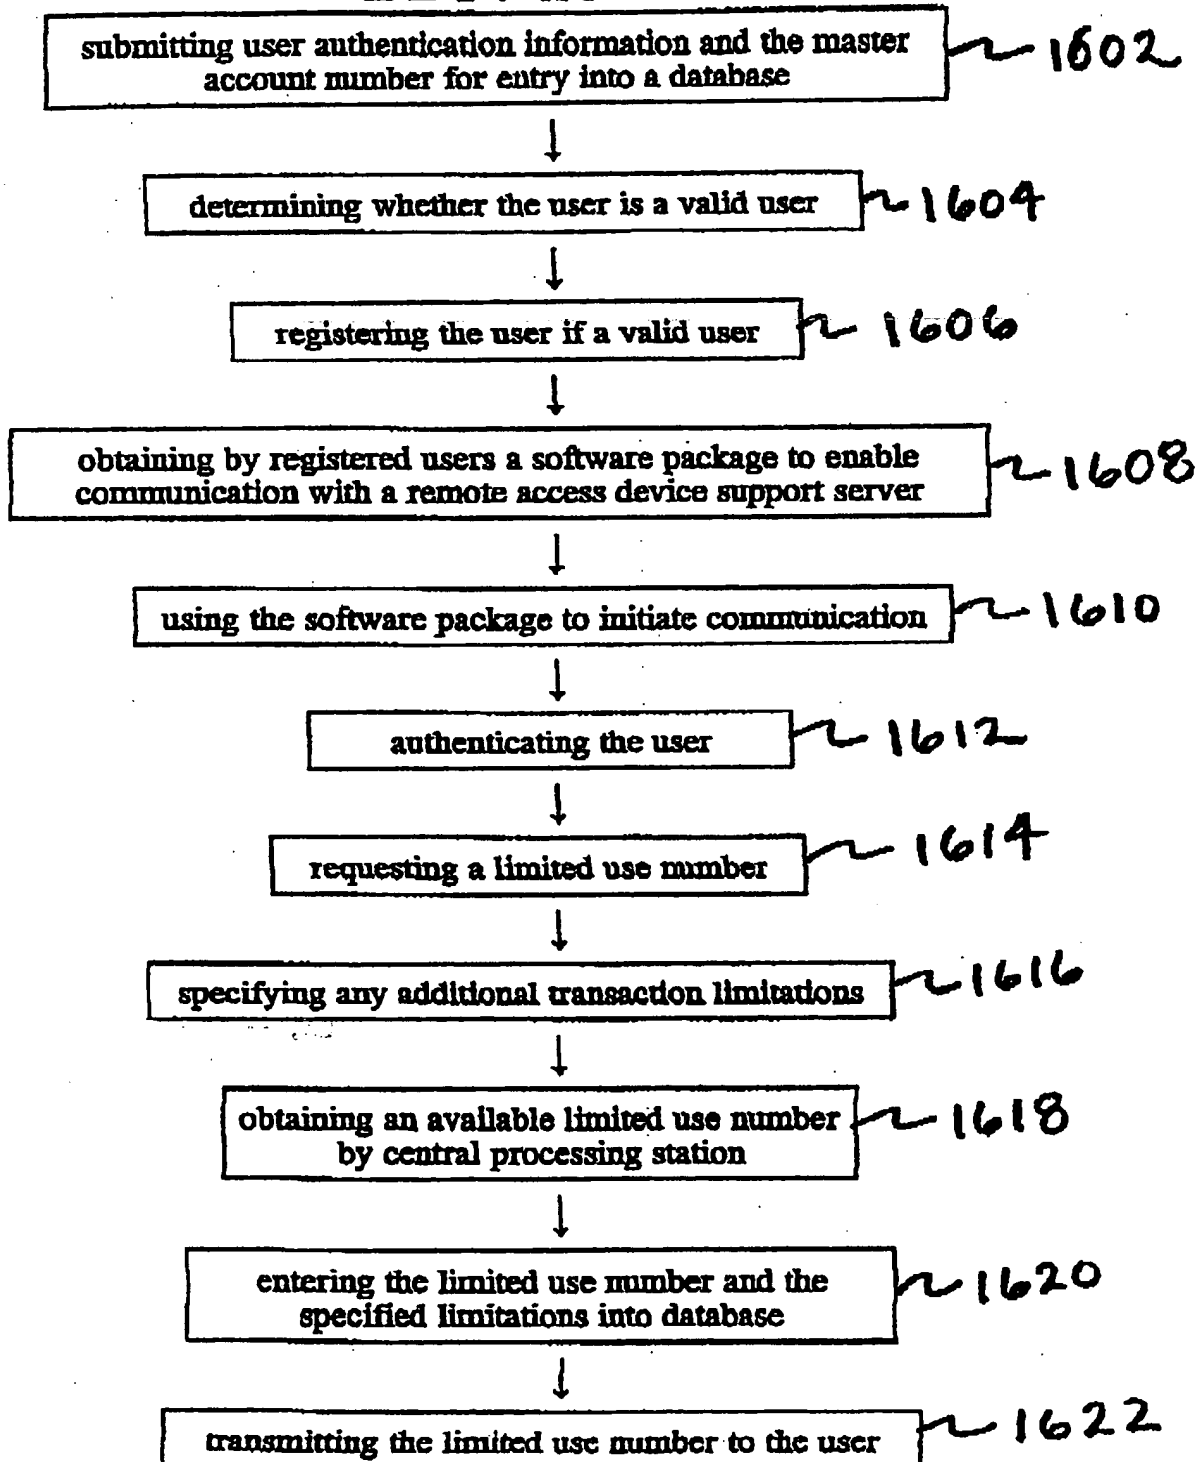 submitting user authentication information and the master 1602
account number for entry into a database
determining whether the user is a valid user 1604
registering the user if a valid user 1606
obtaining by registered users a software package to enable 1608
communication with a remote access device support server
using the software package to initiate communication 1610
authenticating the user 1612
requesting a limited use number 1614
specifying any additional transaction limitations 1616
obtaining an available limited use number 1618
by central processing station
entering the limited use number and the 1620
specified limitations into database
transmitting the limited use number to the user 1622